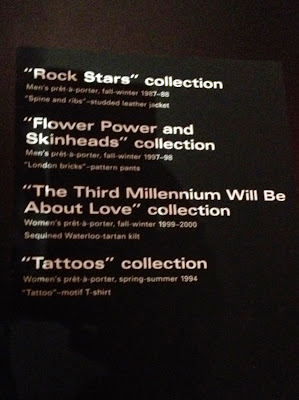 "Rock Stars" collection
Men's prêt-à-porter, fall-winter 1987-88
"Spine and ribs"–studded leather jacket
"Flower Power and
Skinheads" collection
Men's prêt-à-porter, fall-winter 1997-98
"London bricks"–pattern pants
"The Third Millennium Will Be
About Love" collection
Women's prêt-à-porter, fall-winter 1999-2000
Sequined Waterloo-tartan kilt
"Tattoos" collection
Women's prêt-à-porter, spring-summer 1994
"Tattoo"–motif T-shirt